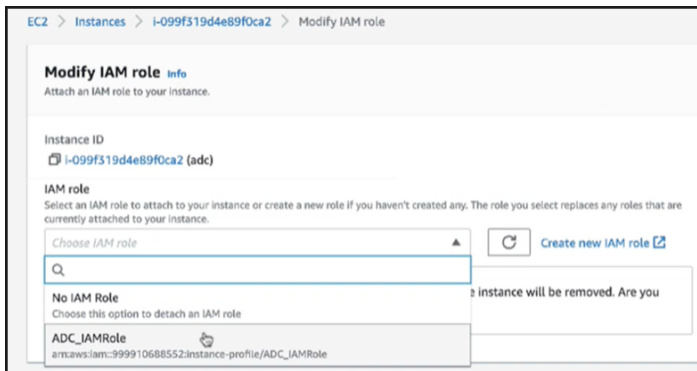 EC2 > Instances > i-099f319d4e89f0ca2 > Modify IAM role
Modify IAM role Info
Attach an IAM role to your instance.
Instance ID
i-099f319d4e89f0ca2 (adc)
IAM role
Select an IAM role to attach to your instance or create a new role if you haven't created any. The role you select replaces any roles that are
currently attached to your instance.
Choose IAM role
Create new IAM role
instance will be removed. Are you
No IAM Role
Choose this option to detach an IAM role
ADC_IAMRole
arn:aws:iam::999910688552:instance-profile/ADC_IAMRole